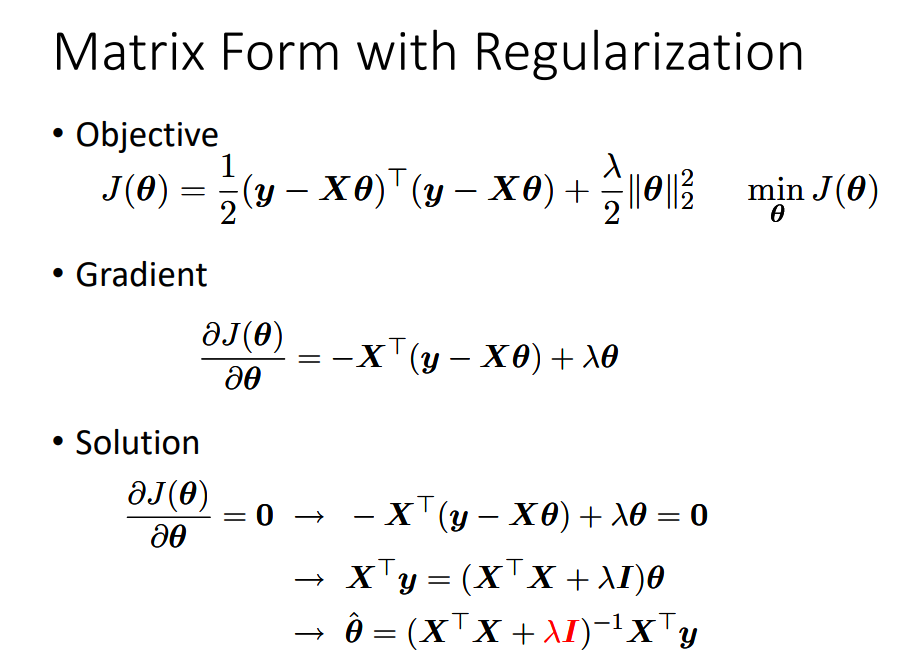 Matrix Form with Regularization
• Objective
$J(\boldsymbol{\theta}) = \frac{1}{2}(\boldsymbol{y} - \boldsymbol{X}\boldsymbol{\theta})^\top(\boldsymbol{y} - \boldsymbol{X}\boldsymbol{\theta}) + \frac{\lambda}{2}\|\boldsymbol{\theta}\|_2^2 \quad \min_{\boldsymbol{\theta}} J(\boldsymbol{\theta})$
• Gradient
$\frac{\partial J(\boldsymbol{\theta})}{\partial \boldsymbol{\theta}} = -\boldsymbol{X}^\top(\boldsymbol{y} - \boldsymbol{X}\boldsymbol{\theta}) + \lambda\boldsymbol{\theta}$
• Solution
$\frac{\partial J(\boldsymbol{\theta})}{\partial \boldsymbol{\theta}} = \boldsymbol{0} \rightarrow -\boldsymbol{X}^\top(\boldsymbol{y} - \boldsymbol{X}\boldsymbol{\theta}) + \lambda\boldsymbol{\theta} = \boldsymbol{0}$
$\rightarrow \boldsymbol{X}^\top\boldsymbol{y} = (\boldsymbol{X}^\top\boldsymbol{X} + \lambda\boldsymbol{I})\boldsymbol{\theta}$
$\rightarrow \hat{\boldsymbol{\theta}} = (\boldsymbol{X}^\top\boldsymbol{X} + \lambda\boldsymbol{I})^{-1}\boldsymbol{X}^\top\boldsymbol{y}$